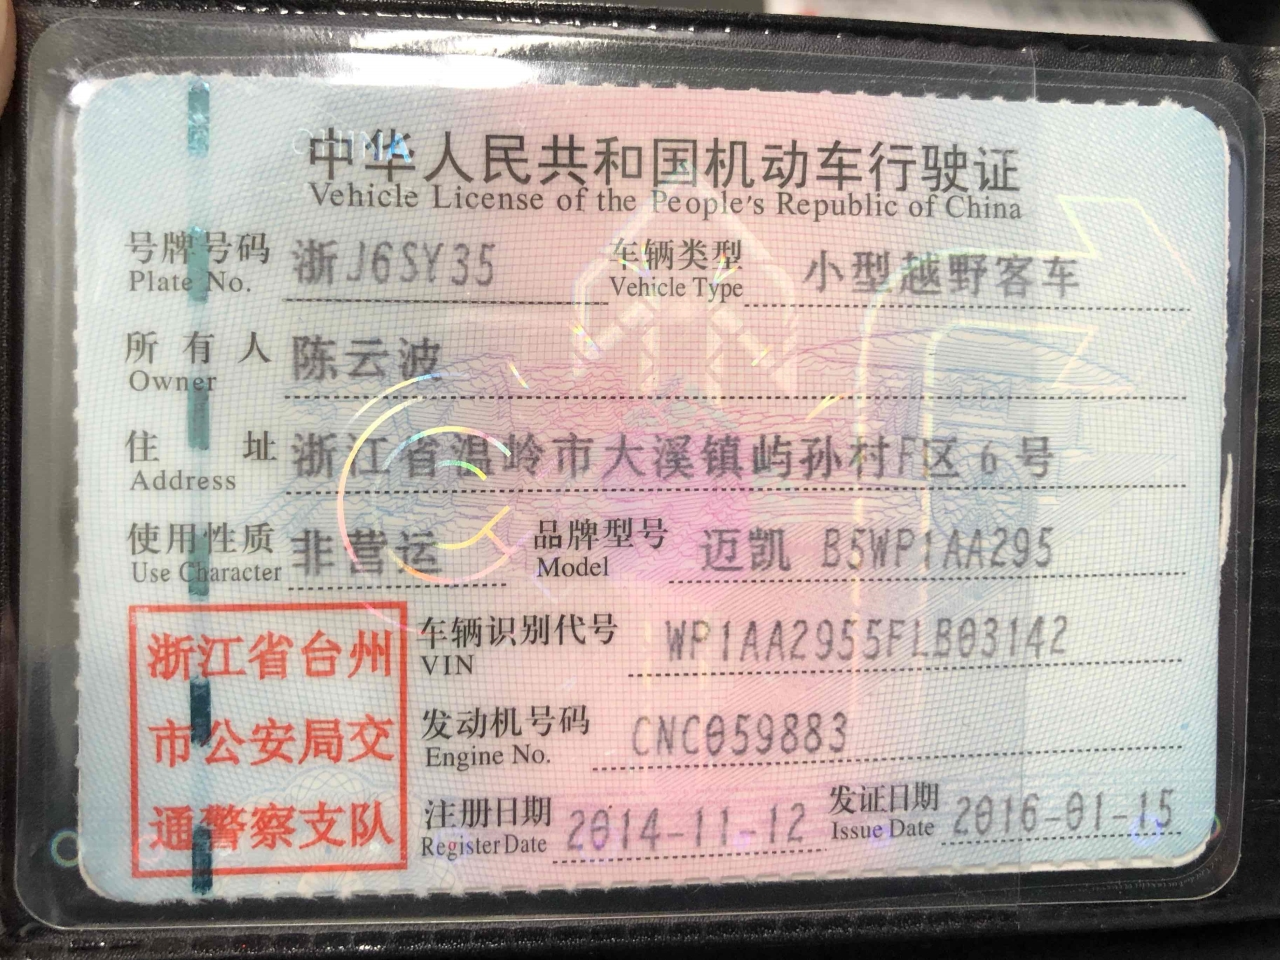 CHINA
中华人民共和国机动车行驶证
Vehicle License of the People's Republic of China
号牌号码 浙J6SY35 车辆类型 小型越野客车
Plate No. Vehicle Type
所有人 陈云波
Owner
住址 浙江省温岭市大溪镇屿孙村F区6号
Address
使用性质 非营运 品牌型号 迈凯 B5WP1AA295
Use Character Model
浙江省台州
市公安局交
通警察支队
车辆识别代号 WP1AA2955FLB03142
VIN
发动机号码 CNC059883
Engine No.
注册日期 2014-11-12 发证日期 2016-01-15
Register Date Issue Date